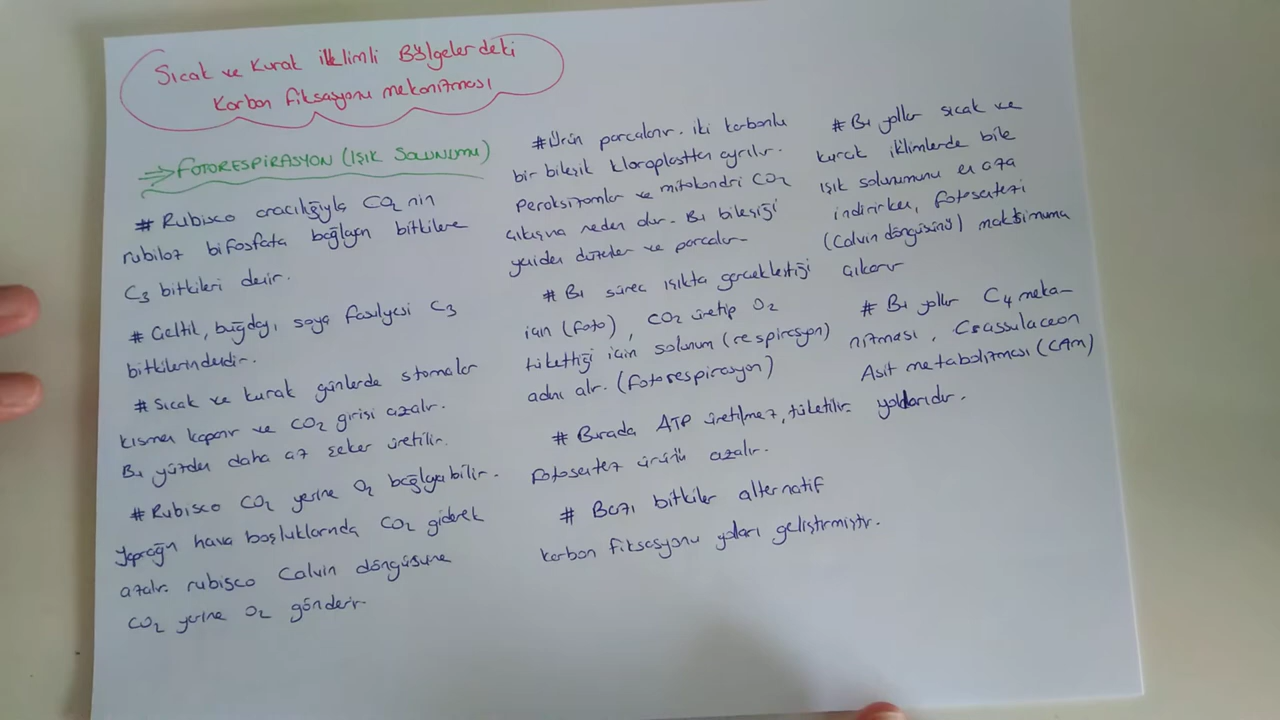 Sıcak ve Kurak iklimli Bölgelerdeki
Karbon fiksasyonu mekanizması
⇒ FOTORESPİRASYON (IŞIK SOLUNUMU)
# Rubisco aracılığıyla CO₂ nin
rubiloz bifosfata bağlayan bitkilere
C₃ bitkileri denir.
# Çeltik, buğday, soya fasulyesi C₃
bitkilerindendir.
# Sıcak ve kurak günlerde stomalar
kısmen kapanır ve CO₂ girişi azalır.
Bu yüzden daha az şeker üretilir.
# Rubisco CO₂ yerine O₂ bağlayabilir.
Yaprağın hava boşluklarında CO₂ giderek
azalır. rubisco Calvin döngüsüne
CO₂ yerine O₂ gönderir.
# Ürün parçalanır. iki karbonlu
bir bileşik kloroplasttan ayrılır.
Peroksizomlar ve mitokondri CO₂
çıkışına neden olur. Bu bileşiği
yeniden düzenler ve parçalar.
# Bu süreç ışıkta gerçekleştiği
için (foto), CO₂ üretip O₂
tükettiği için solunum (respirasyon)
adını alır. (fotorespirasyon)
# Burada ATP üretilmez, tüketilir.
Fotosentez ürünü azalır.
# Bazı bitkiler alternatif
karbon fiksasyonu yolları geliştirmiştir.
# Bu yollar sıcak ve
kurak iklimlerde bile
ışık solunumunu en aza
indirirken, fotosentezi
(Calvin döngüsünü) maksimuma
çıkarır
# Bu yollar C₄ meka-
nizması, Crassulacean
Asit metabolizması (CAM)
yollarıdır.